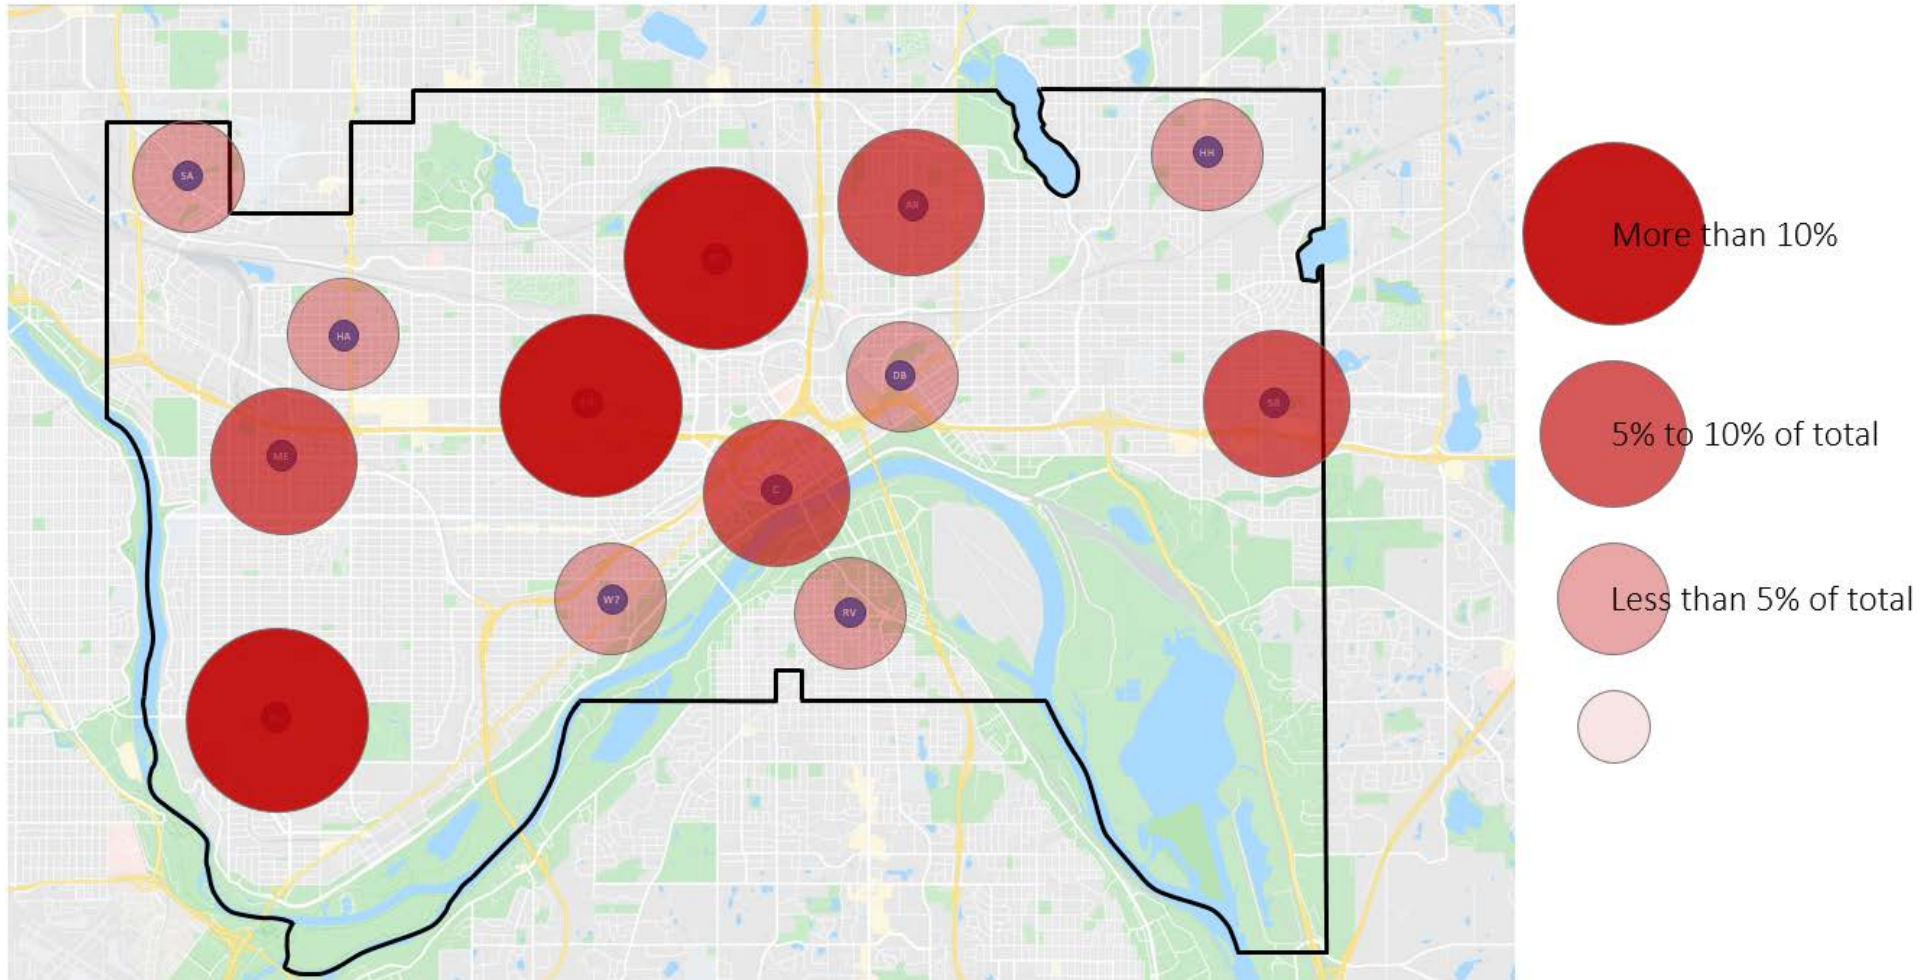 HH
SA
AR
HA
DB
SB
ME
C
W7
RV
More than 10%
5% to 10% of total
Less than 5% of total